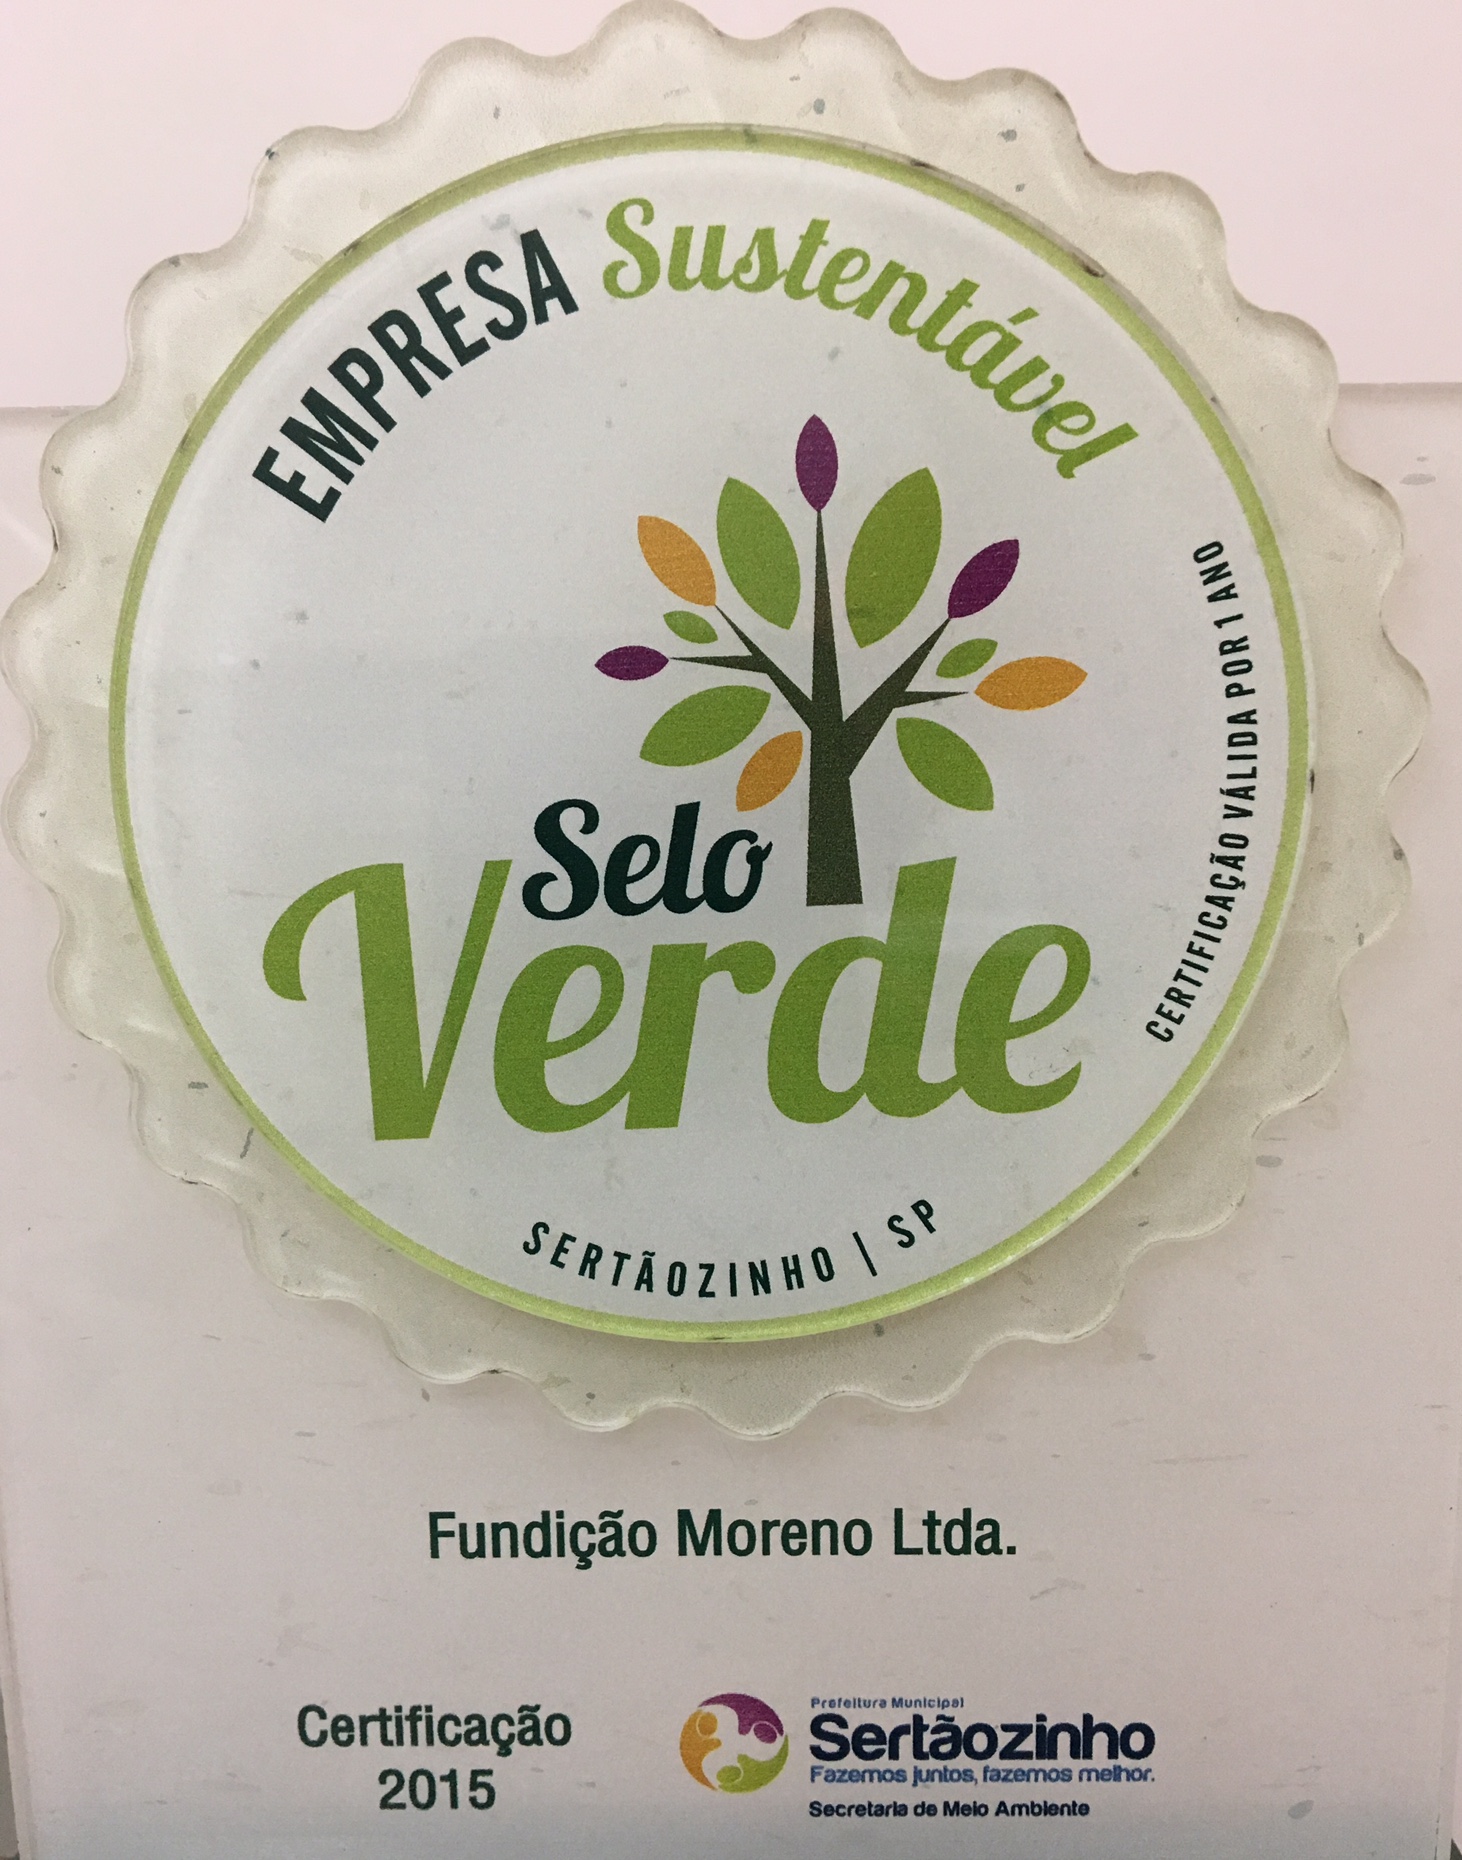 EMPRESA Sustentável
Selo
Verde
CERTIFICAÇÃO VÁLIDA POR 1 ANO
SERTÃOZINHO | SP
Fundição Moreno Ltda.
Certificação
2015
Prefeitura Municipal
Sertãozinho
Fazemos juntos, fazemos melhor.
Secretaria de Meio Ambiente